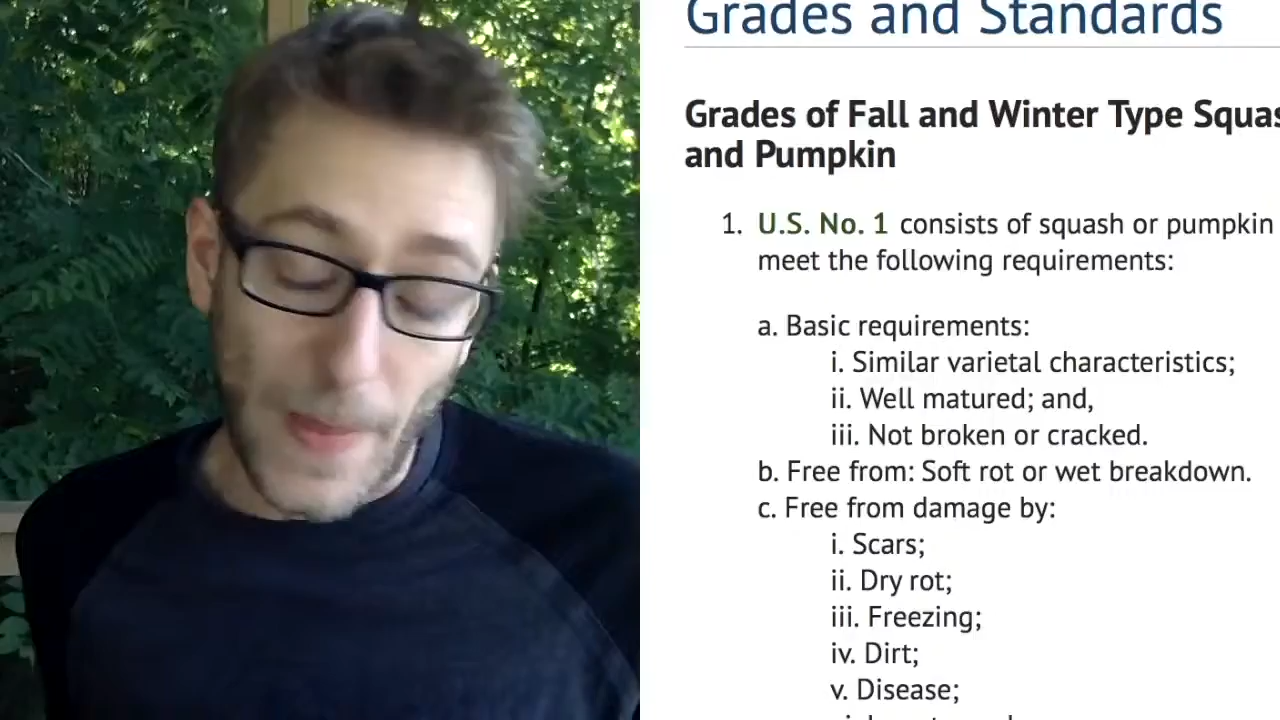 Grades and Standards
Grades of Fall and Winter Type
and Pumpkin
1. U.S. No. 1 consists of squash or pumpkin
meet the following requirements:
a. Basic requirements:
i. Similar varietal characteristics;
ii. Well matured; and,
iii. Not broken or cracked.
b. Free from: Soft rot or wet breakdown.
c. Free from damage by:
i. Scars;
ii. Dry rot;
iii. Freezing;
iv. Dirt;
v. Disease;